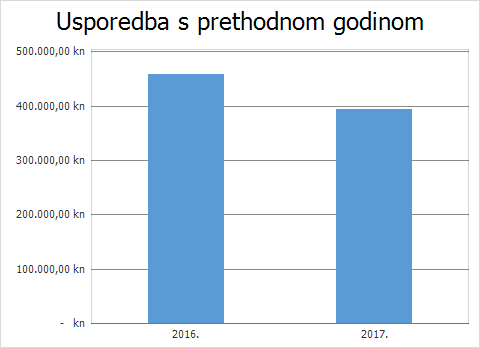 Usporedba s prethodnom godinom
500.000,00 kn
400.000,00 kn
300.000,00 kn
200.000,00 kn
100.000,00 kn
- kn
2016.
2017.